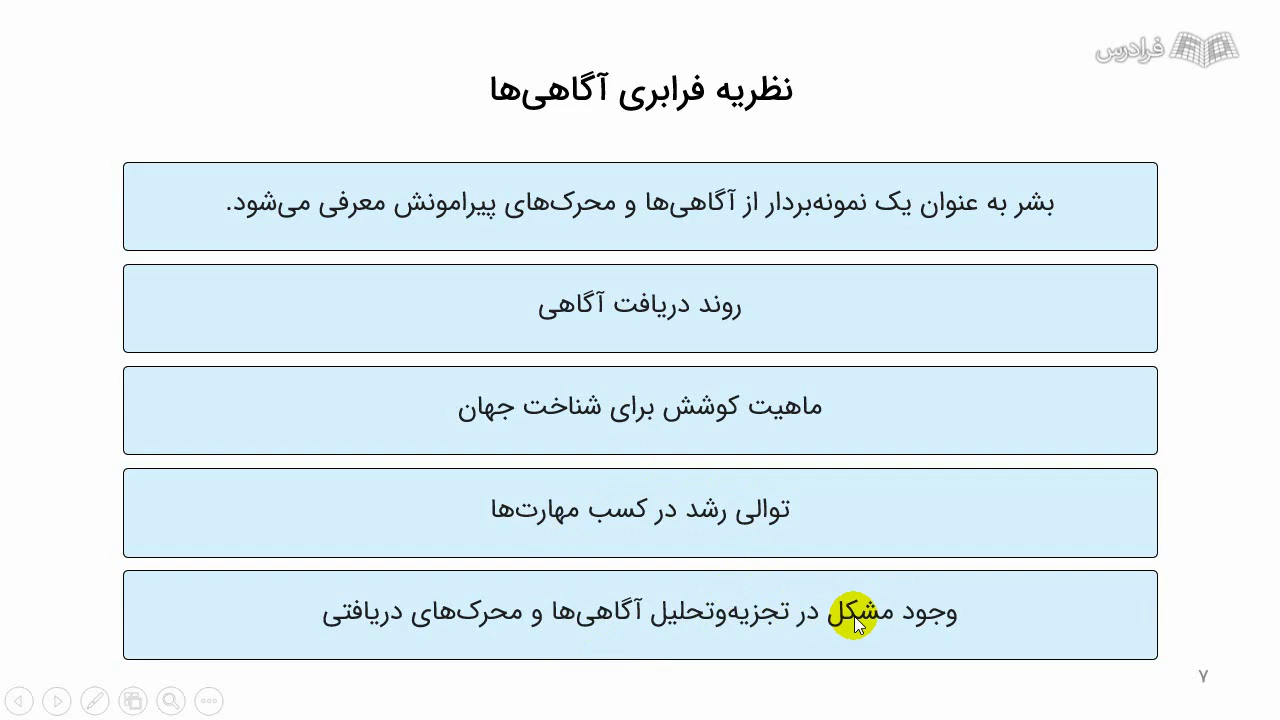 فرادرس
نظریه فرابری آگاهی‌ها
بشر به عنوان یک نمونه‌بردار از آگاهی‌ها و محرک‌های پیرامونش معرفی می‌شود.
روند دریافت آگاهی
ماهیت کوشش برای شناخت جهان
توالی رشد در کسب مهارت‌ها
وجود مشکل در تجزیه‌وتحلیل آگاهی‌ها و محرک‌های دریافتی
۷